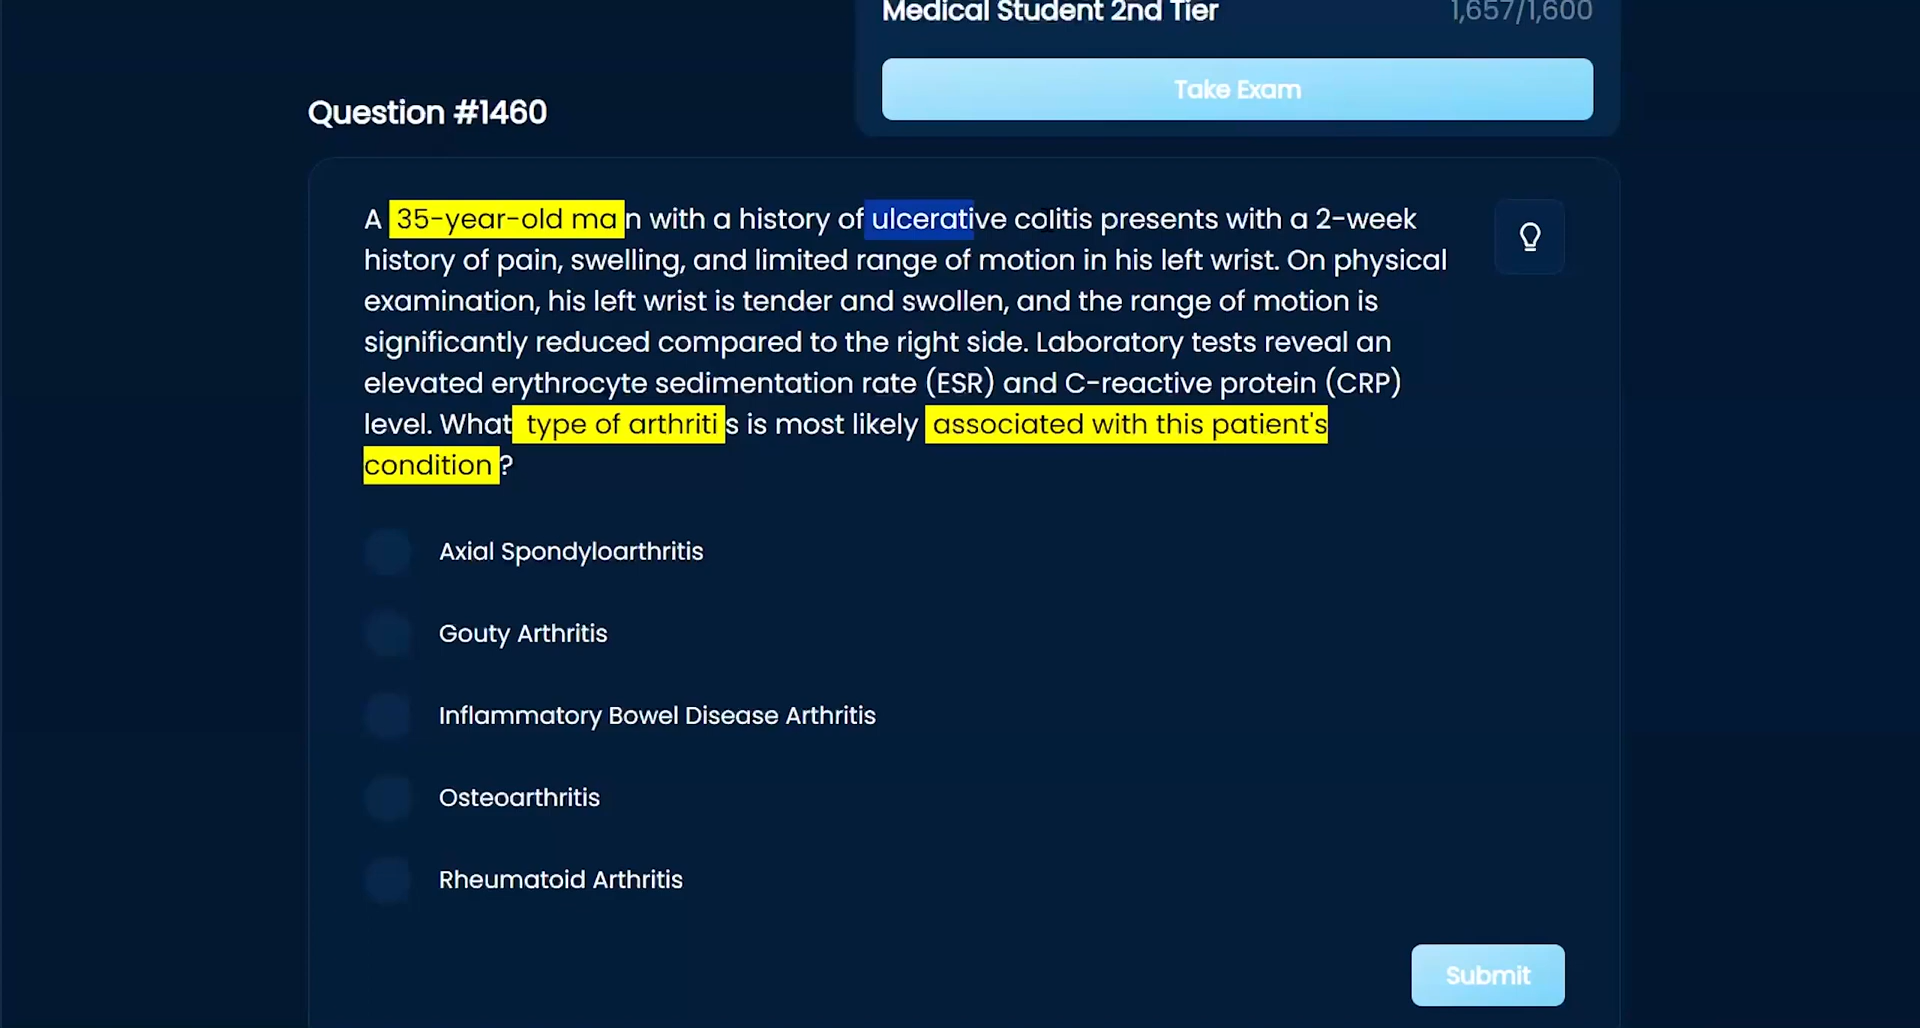 Medical Student 2nd Tier 1,657/1,600
Take Exam
Question #1460
A 35-year-old man with a history of ulcerative colitis presents with a 2-week
history of pain, swelling, and limited range of motion in his left wrist. On physical
examination, his left wrist is tender and swollen, and the range of motion is
significantly reduced compared to the right side. Laboratory tests reveal an
elevated erythrocyte sedimentation rate (ESR) and C-reactive protein (CRP)
level. What type of arthritis is most likely associated with this patient's
condition ?
Axial Spondyloarthritis
Gouty Arthritis
Inflammatory Bowel Disease Arthritis
Osteoarthritis
Rheumatoid Arthritis
Submit